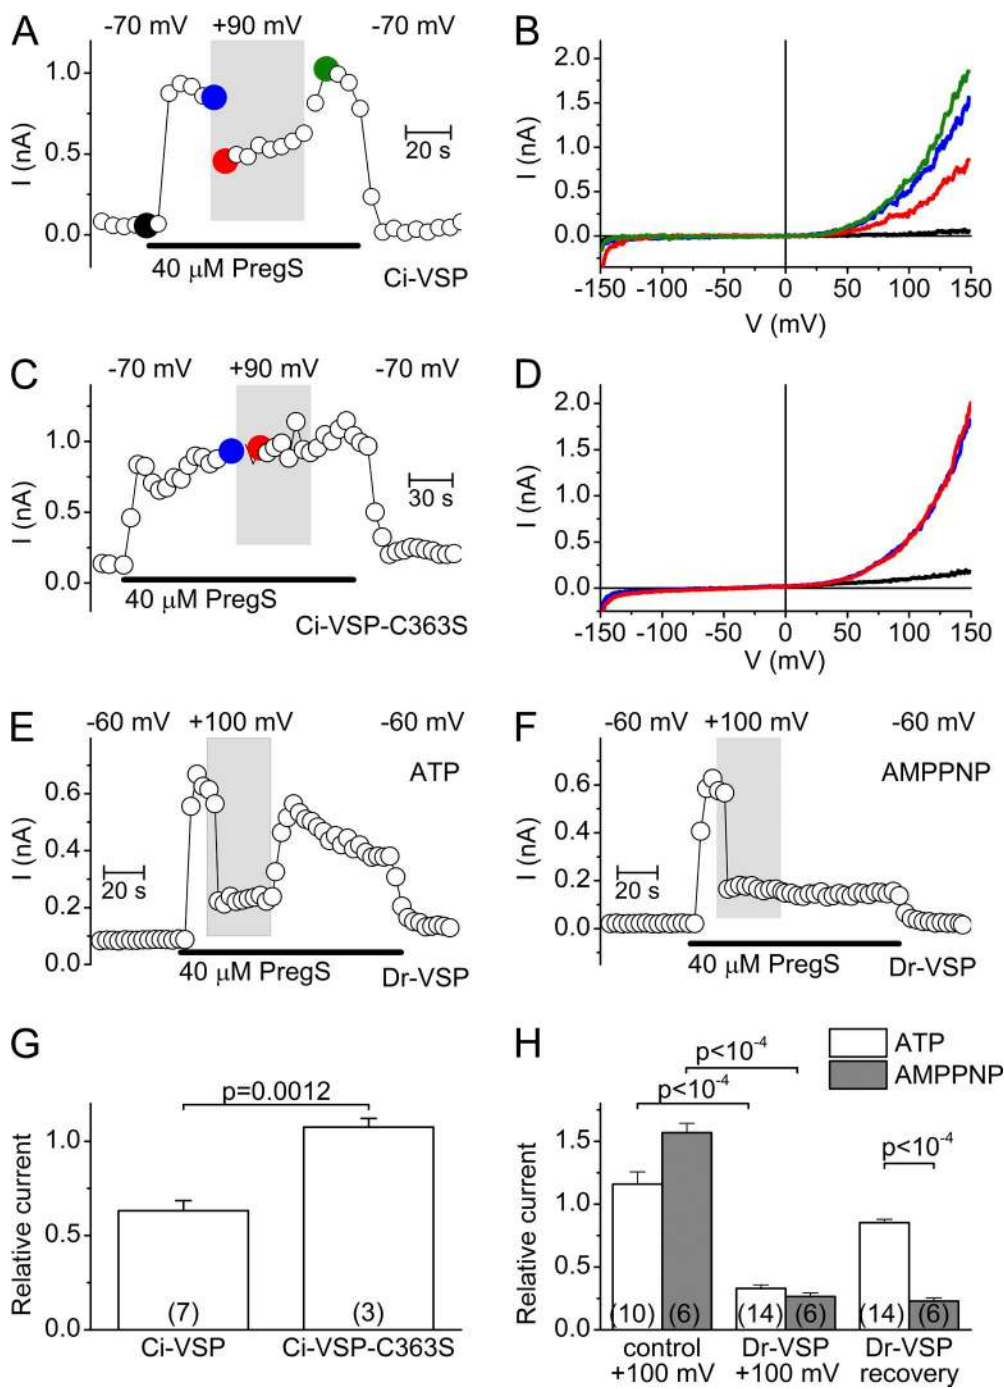 A
-70 mV +90 mV -70 mV
I (nA)
1.0
0.5
0.0
20 s
40 μM PregS
Ci-VSP
B
I (nA)
2.0
1.5
1.0
0.5
0.0
-150 -100 -50 0 50 100 150
V (mV)
C
-70 mV +90 mV -70 mV
I (nA)
1.0
0.5
0.0
30 s
40 μM PregS
Ci-VSP-C363S
D
I (nA)
2.0
1.5
1.0
0.5
0.0
-150 -100 -50 0 50 100 150
V (mV)
E
-60 mV +100 mV -60 mV
ATP
I (nA)
0.6
0.4
0.2
0.0
20 s
40 μM PregS
Dr-VSP
F
-60 mV +100 mV -60 mV
AMPPNP
I (nA)
0.6
0.4
0.2
0.0
20 s
40 μM PregS
Dr-VSP
G
Relative current
1.0
0.5
0.0
p=0.0012
(7) (3)
Ci-VSP Ci-VSP-C363S
H
ATP
AMPPNP
Relative current
1.5
1.0
0.5
0.0
p<10⁻⁴
p<10⁻⁴
p<10⁻⁴
(10) (6) (14) (6) (14) (6)
control Dr-VSP Dr-VSP
+100 mV +100 mV recovery